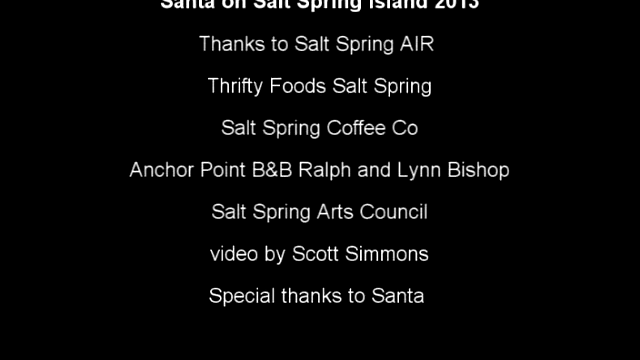 Santa on Salt Spring Island 2013
Thanks to Salt Spring AIR
Thrifty Foods Salt Spring
Salt Spring Coffee Co
Anchor Point B&B Ralph and Lynn Bishop
Salt Spring Arts Council
video by Scott Simmons
Special thanks to Santa